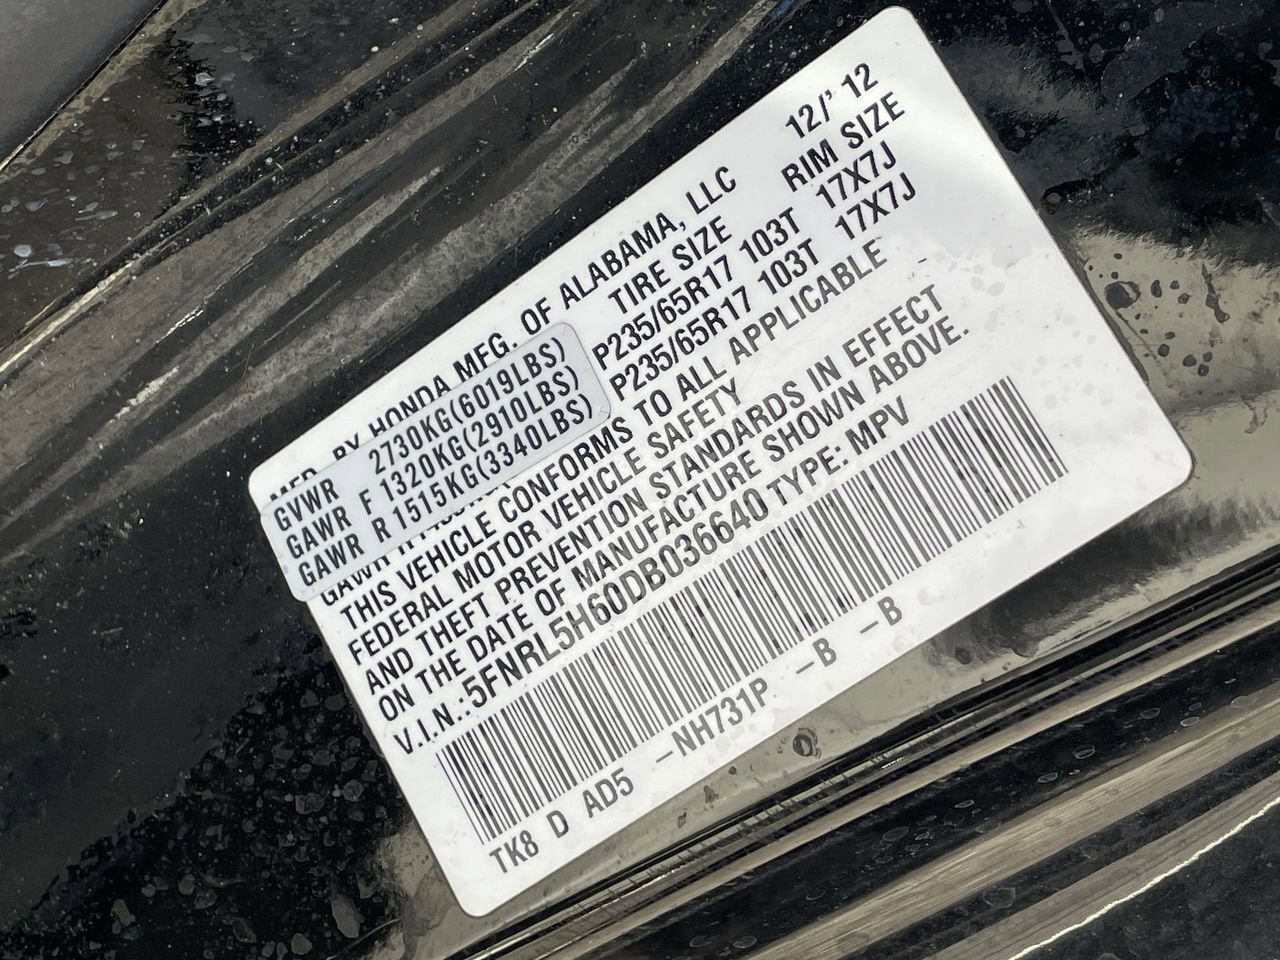 12/' 12
BY HONDA MFG. OF ALABAMA, LLC
TIRE SIZE RIM SIZE
GVWR 2730KG(6019LBS)
GAWR F 1320KG(2910LBS) P235/65R17 103T 17X7J
GAWR R 1515KG(3340LBS) P235/65R17 103T 17X7J
THIS VEHICLE CONFORMS TO ALL APPLICABLE
FEDERAL MOTOR VEHICLE SAFETY
AND THEFT PREVENTION STANDARDS IN EFFECT
ON THE DATE OF MANUFACTURE SHOWN ABOVE.
V.I.N.:5FNRL5H60DB036640 TYPE: MPV
TK8 D AD5 -NH731P -B -B